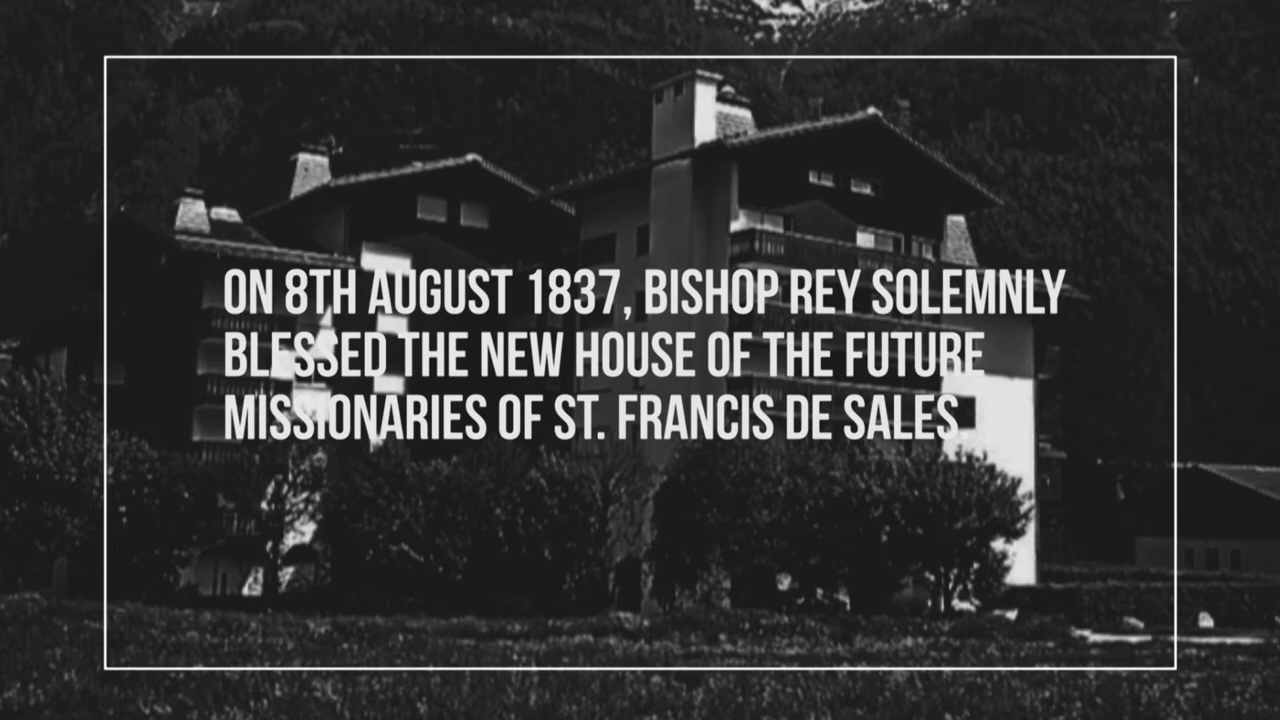 ON 8TH AUGUST 1837, BISHOP REY SOLEMNLY
BLESSED THE NEW HOUSE OF THE FUTURE
MISSIONARIES OF ST. FRANCIS DE SALES